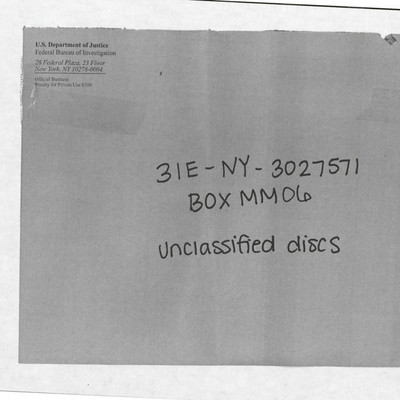 U.S. Department of Justice
Federal Bureau of Investigation
26 Federal Plaza, 23 Floor
New York, NY 10278-0004
Official Business
Penalty for Private Use $300
31E-NY-3027571
BOX MM06
unclassified discs